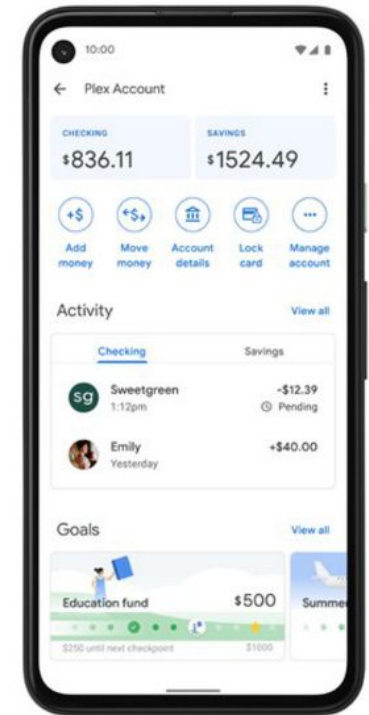 10:00
Plex Account
CHECKING
$836.11
SAVINGS
$1524.49
+$
Add money
Move money
Account details
Lock card
Manage account
Activity
View all
Checking
Savings
sg
Sweetgreen
-$12.39
1:12pm
Pending
Emily
+$40.00
Yesterday
Goals
View all
Education fund
$500
Summer
$250 until next checkpoint
$1000